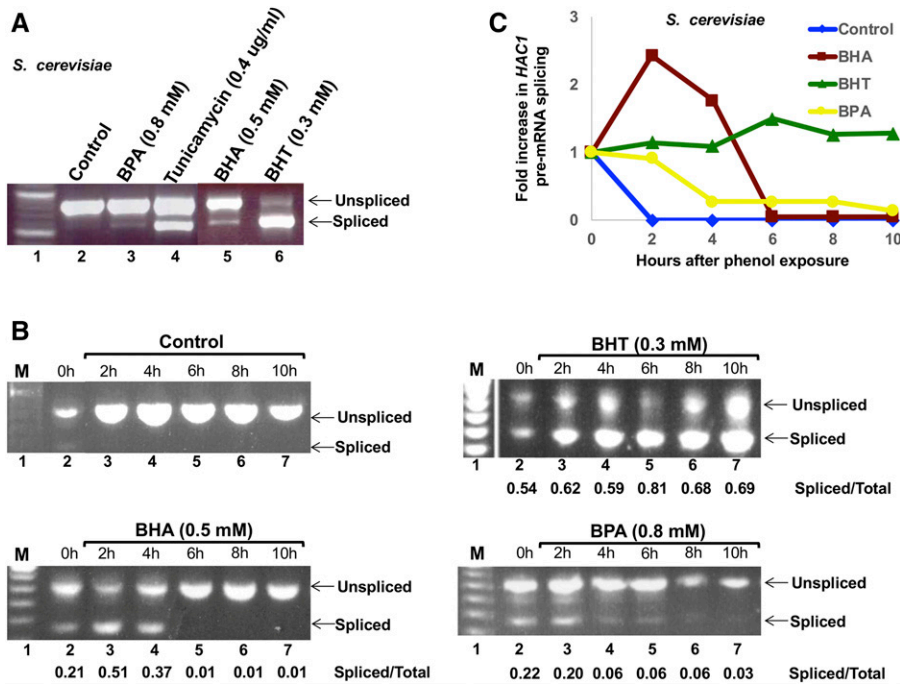 A
S. cerevisiae
Control
BPA (0.8 mM)
Tunicamycin (0.4 ug/ml)
BHA (0.5 mM)
BHT (0.3 mM)
Unspliced
Spliced
1 2 3 4 5 6
C
S. cerevisiae
Control
BHA
BHT
BPA
Fold increase in HAC1
pre-mRNA splicing
3
2
1
0
0 2 4 6 8 10
Hours after phenol exposure
B
Control
M 0h 2h 4h 6h 8h 10h
Unspliced
Spliced
1 2 3 4 5 6 7
BHT (0.3 mM)
M 0h 2h 4h 6h 8h 10h
Unspliced
Spliced
1 2 3 4 5 6 7
0.54 0.62 0.59 0.81 0.68 0.69 Spliced/Total
BHA (0.5 mM)
M 0h 2h 4h 6h 8h 10h
Unspliced
Spliced
1 2 3 4 5 6 7
0.21 0.51 0.37 0.01 0.01 0.01 Spliced/Total
BPA (0.8 mM)
M 0h 2h 4h 6h 8h 10h
Unspliced
Spliced
1 2 3 4 5 6 7
0.22 0.20 0.06 0.06 0.06 0.03 Spliced/Total